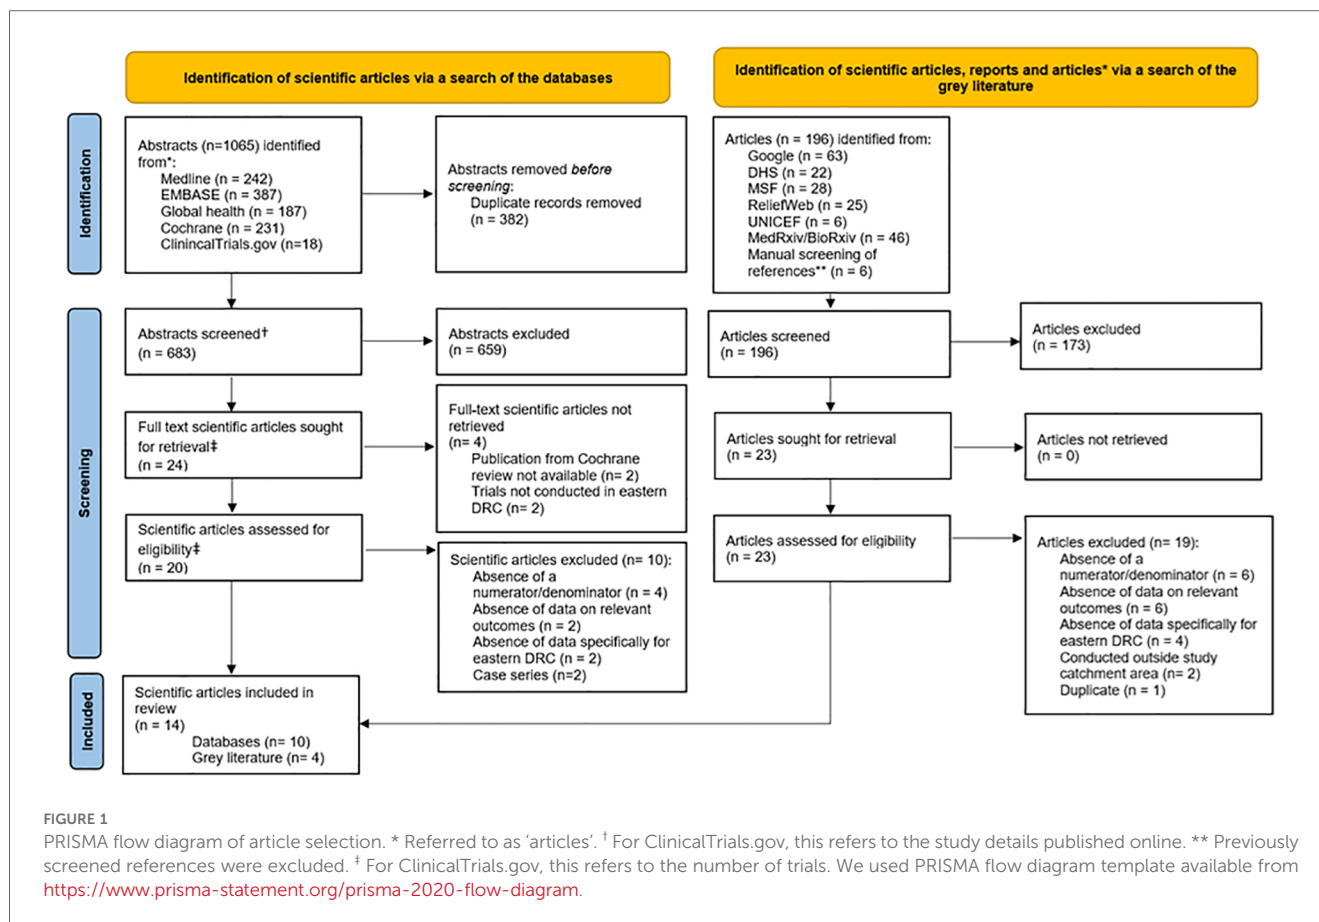 Identification of scientific articles via a search of the databases
Identification of scientific articles, reports and articles* via a search of the
grey literature
Identification
Abstracts (n=1065) identified
from*:
Medline (n = 242)
EMBASE (n = 387)
Global health (n = 187)
Cochrane (n = 231)
ClinincalTrials.gov (n=18)
Abstracts removed before
screening:
Duplicate records removed
(n = 382)
Articles (n = 196) identified from:
Google (n = 63)
DHS (n = 22)
MSF (n = 28)
ReliefWeb (n = 25)
UNICEF (n = 6)
MedRxiv/BioRxiv (n = 46)
Manual screening of
references** (n = 6)
Screening
Abstracts screened†
(n = 683)
Abstracts excluded
(n = 659)
Articles screened
(n = 196)
Articles excluded
(n = 173)
Full text scientific articles sought
for retrieval‡
(n = 24)
Full-text scientific articles not
retrieved
(n= 4)
Publication from Cochrane
review not available (n= 2)
Trials not conducted in eastern
DRC (n= 2)
Articles sought for retrieval
(n = 23)
Articles not retrieved
(n = 0)
Scientific articles assessed for
eligibility‡
(n = 20)
Scientific articles excluded (n= 10):
Absence of a
numerator/denominator (n = 4)
Absence of data on relevant
outcomes (n = 2)
Absence of data specifically for
eastern DRC (n = 2)
Case series (n=2)
Articles assessed for eligibility
(n = 23)
Articles excluded (n= 19):
Absence of a
numerator/denominator (n = 6)
Absence of data on relevant
outcomes (n = 6)
Absence of data specifically for
eastern DRC (n = 4)
Conducted outside study
catchment area (n= 2)
Duplicate (n = 1)
Included
Scientific articles included in
review
(n = 14)
Databases (n= 10)
Grey literature (n= 4)
FIGURE 1
PRISMA flow diagram of article selection. * Referred to as ‘articles’. † For ClinicalTrials.gov, this refers to the study details published online. ** Previously
screened references were excluded. ‡ For ClinicalTrials.gov, this refers to the number of trials. We used PRISMA flow diagram template available from
https://www.prisma-statement.org/prisma-2020-flow-diagram.